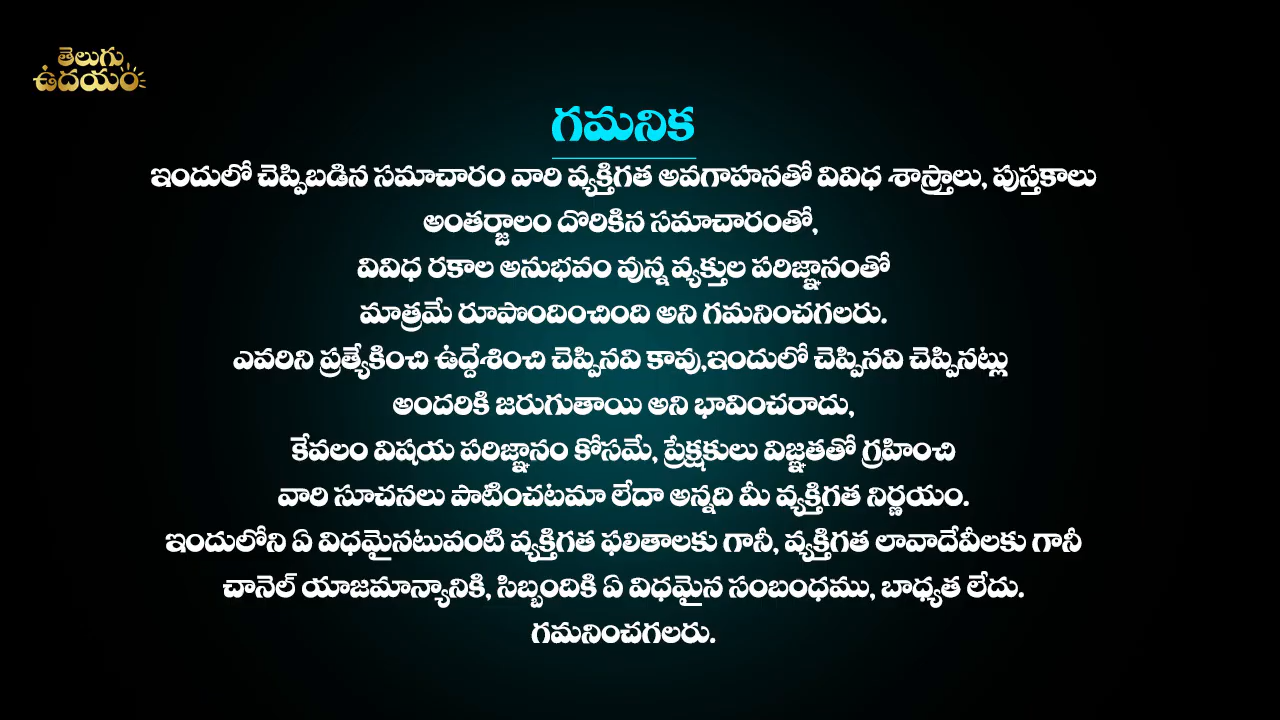 తెలుగు
ఉదయం
గమనిక
ఇందులో చెప్పిబడిన సమాచారం వారి వ్యక్తిగత అవగాహనతో వివిధ శాస్త్రాలు, పుస్తకాలు
అంతర్జాలం దొరికిన సమాచారంతో,
వివిధ రకాల అనుభవం వున్న వ్యక్తుల పరిజ్ఞానంతో
మాత్రమే రూపొందించింది అని గమనించగలరు.
ఎవరిని ప్రత్యేకించి ఉద్దేశించి చెప్పినవి కావు,ఇందులో చెప్పినవి చెప్పినట్లు
అందరికి జరుగుతాయి అని భావించరాదు,
కేవలం విషయ పరిజ్ఞానం కోసమే, ప్రేక్షకులు విజ్ఞతతో గ్రహించి
వారి సూచనలు పాటించటమా లేదా అన్నది మీ వ్యక్తిగత నిర్ణయం.
ఇందులోని ఏ విధమైనటువంటి వ్యక్తిగత ఫలితాలకు గానీ, వ్యక్తిగత లావాదేవీలకు గానీ
చానెల్ యాజమాన్యానికి, సిబ్బందికి ఏ విధమైన సంబంధము, బాధ్యత లేదు.
గమనించగలరు.